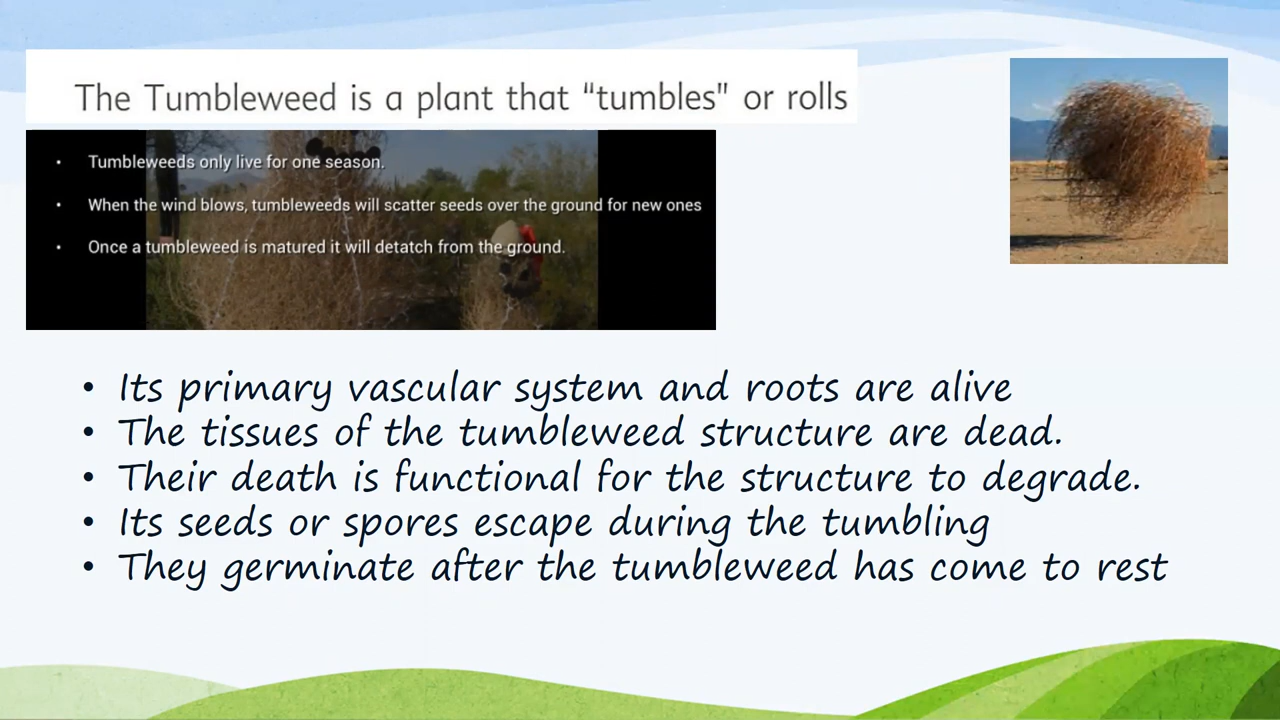 The Tumbleweed is a plant that “tumbles” or rolls
• Tumbleweeds only live for one season.
• When the wind blows, tumbleweeds will scatter seeds over the ground for new ones
• Once a tumbleweed is matured it will detatch from the ground.
• Its primary vascular system and roots are alive
• The tissues of the tumbleweed structure are dead.
• Their death is functional for the structure to degrade.
• Its seeds or spores escape during the tumbling
• They germinate after the tumbleweed has come to rest